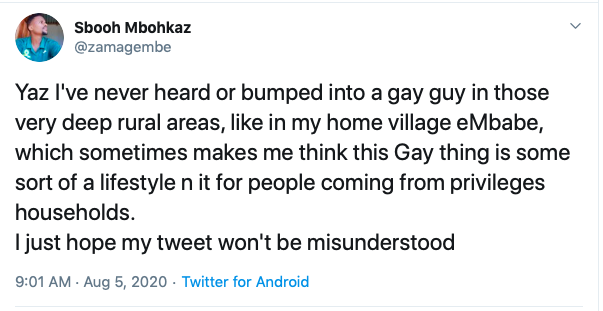 Sbooh Mbohkaz
@zamagembe
Yaz I've never heard or bumped into a gay guy in those
very deep rural areas, like in my home village eMbabe,
which sometimes makes me think this Gay thing is some
sort of a lifestyle n it for people coming from privileges
households.
I just hope my tweet won't be misunderstood
9:01 AM · Aug 5, 2020 · Twitter for Android